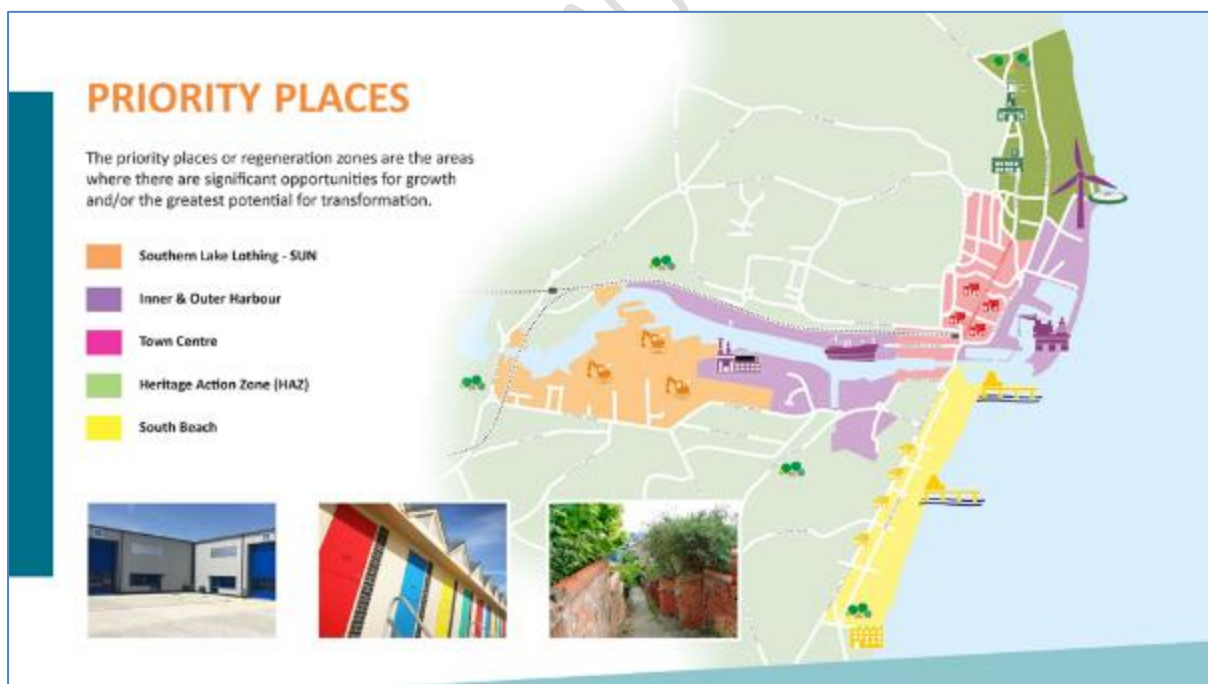 PRIORITY PLACES
The priority places or regeneration zones are the areas
where there are significant opportunities for growth
and/or the greatest potential for transformation.
Southern Lake Lothing - SUN
Inner & Outer Harbour
Town Centre
Heritage Action Zone (HAZ)
South Beach